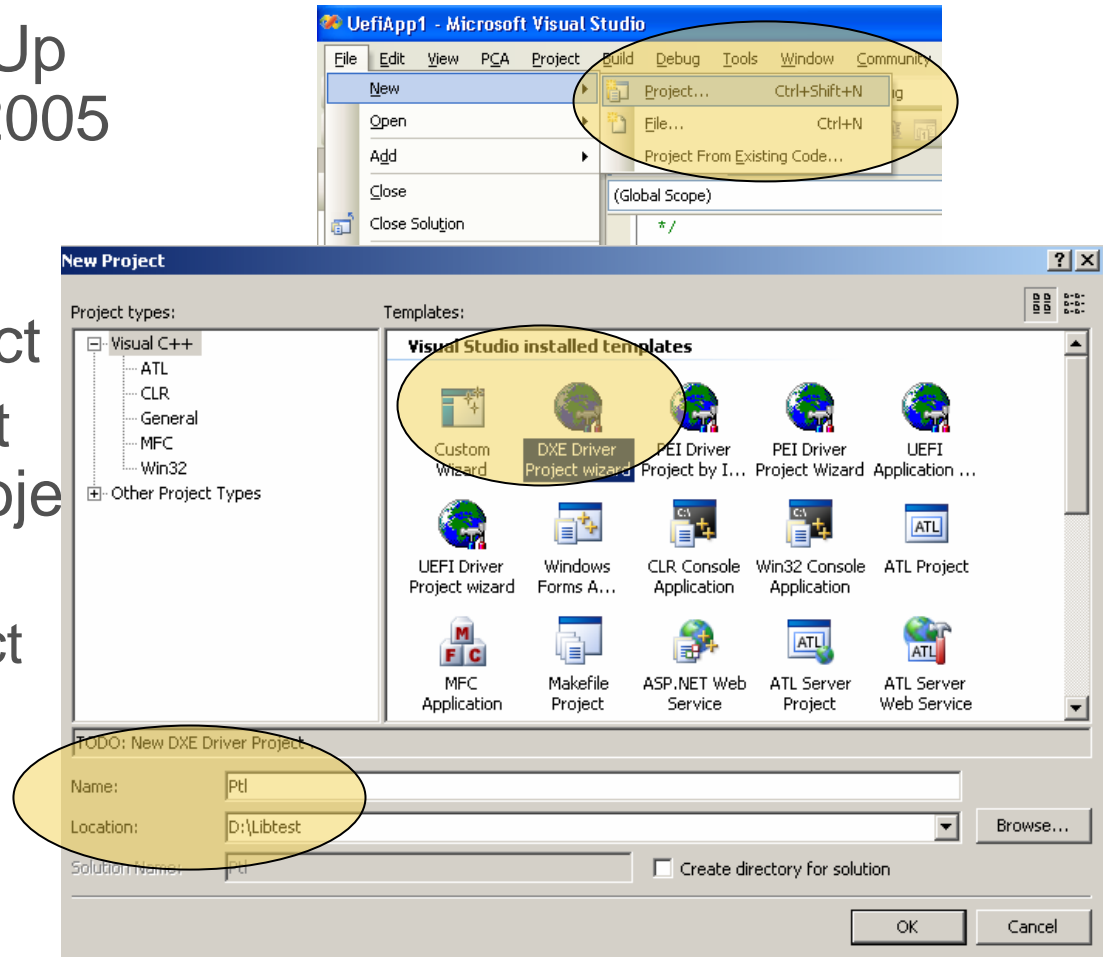 Up
2005
UefiApp1 - Microsoft Visual Studio
File Edit View PCA Project Build Debug Tools Window Community
New
Project... Ctrl+Shift+N
File... Ctrl+N
Project From Existing Code...
Open
Add
Close
Close Solution
(Global Scope)
*/
ct
t
oje
ct
New Project
Project types:
Visual C++
ATL
CLR
General
MFC
Win32
Other Project Types
Templates:
Visual Studio installed templates
Custom Wizard
DXE Driver Project wizard
PEI Driver Project by I...
PEI Driver Project Wizard
UEFI Application ...
UEFI Driver Project wizard
Windows Forms A...
CLR Console Application
Win32 Console Application
ATL Project
MFC Application
Makefile Project
ASP.NET Web Service
ATL Server Project
ATL Server Web Service
TODO: New DXE Driver Project .
Name: Ptl
Location: D:\Libtest
Browse...
Solution Name: Ptl
Create directory for solution
OK
Cancel